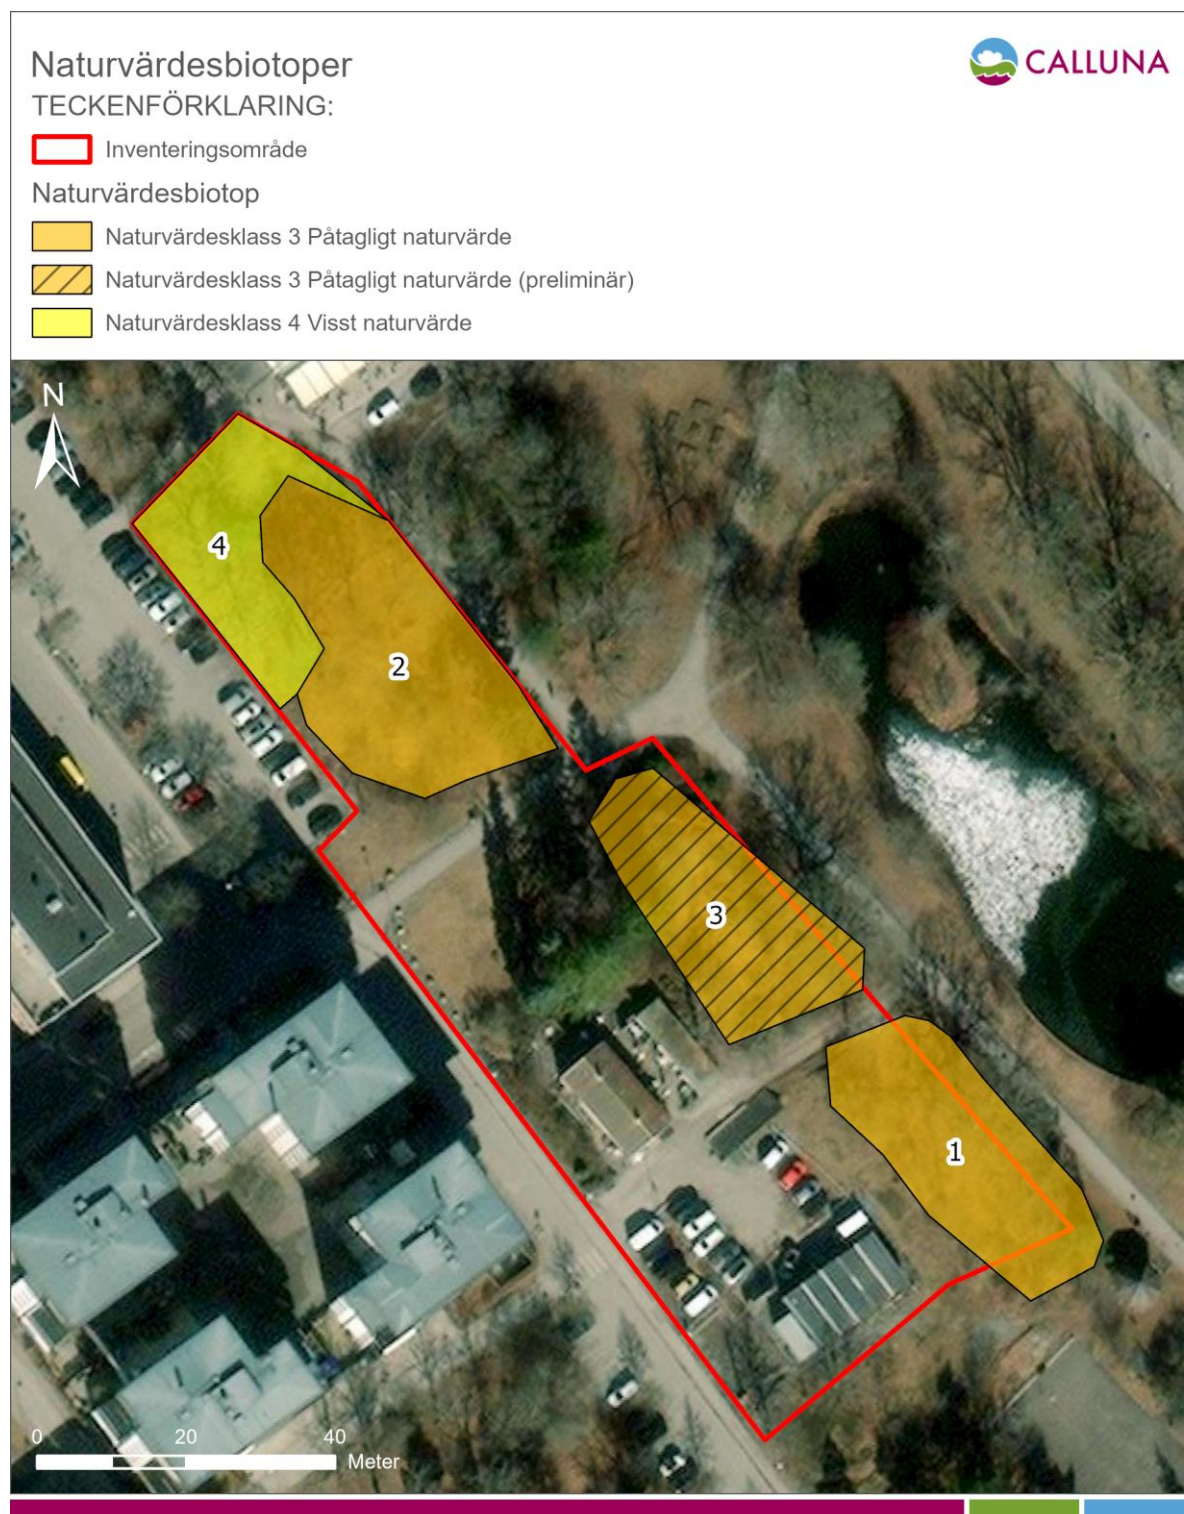 Naturvärdesbiotoper
CALLUNA
TECKENFÖRKLARING:
Inventeringsområde
Naturvärdesbiotop
Naturvärdesklass 3 Påtagligt naturvärde
Naturvärdesklass 3 Påtagligt naturvärde (preliminär)
Naturvärdesklass 4 Visst naturvärde
N
4
2
3
1
0 20 40
Meter